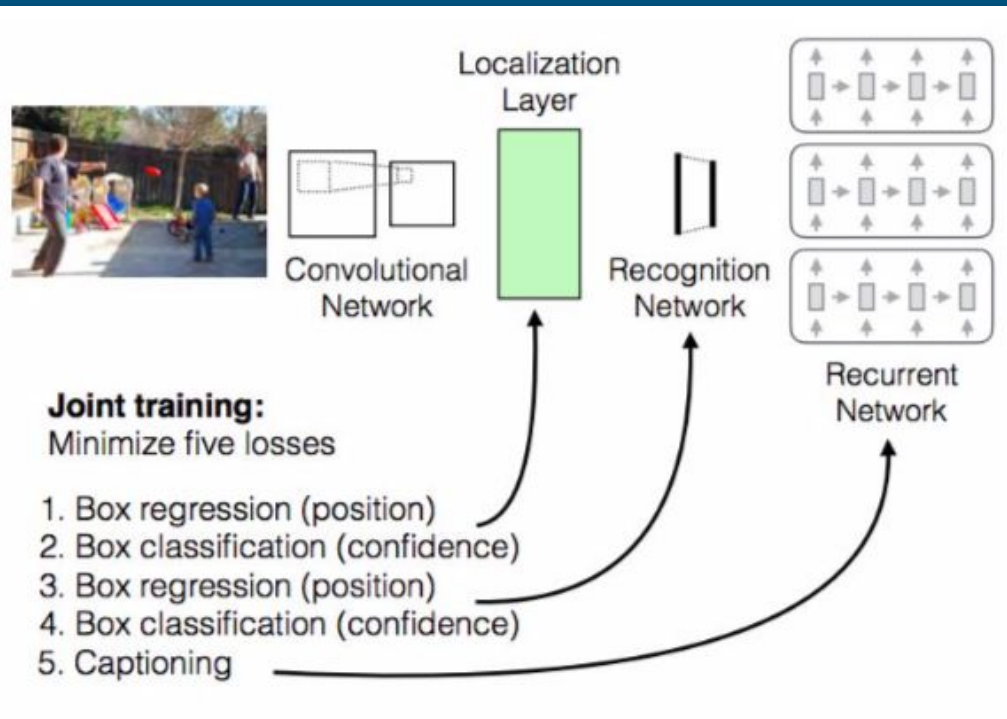 Localization
Layer
Convolutional
Network
Recognition
Network
Recurrent
Network
Joint training:
Minimize five losses
1. Box regression (position)
2. Box classification (confidence)
3. Box regression (position)
4. Box classification (confidence)
5. Captioning